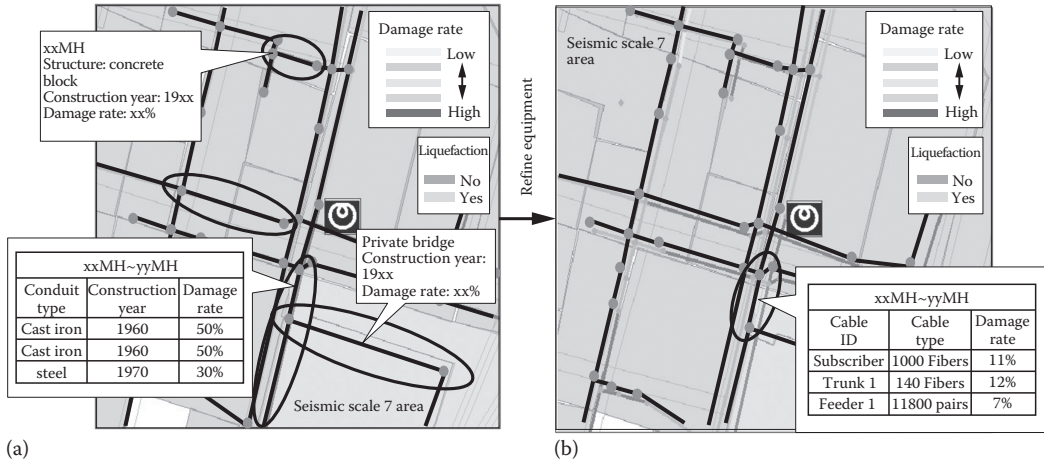 xxMH
Structure: concrete
block
Construction year: 19xx
Damage rate: xx%
Damage rate
Low
High
Liquefaction
No
Yes
Private bridge
Construction year:
19xx
Damage rate: xx%
xxMH~yyMH
Conduit type Construction year Damage rate
Cast iron 1960 50%
Cast iron 1960 50%
steel 1970 30%
Seismic scale 7 area
(a)
Refine equipment
Seismic scale 7
area
Damage rate
Low
High
Liquefaction
No
Yes
xxMH~yyMH
Cable ID Cable type Damage rate
Subscriber 1000 Fibers 11%
Trunk 1 140 Fibers 12%
Feeder 1 11800 pairs 7%
(b)